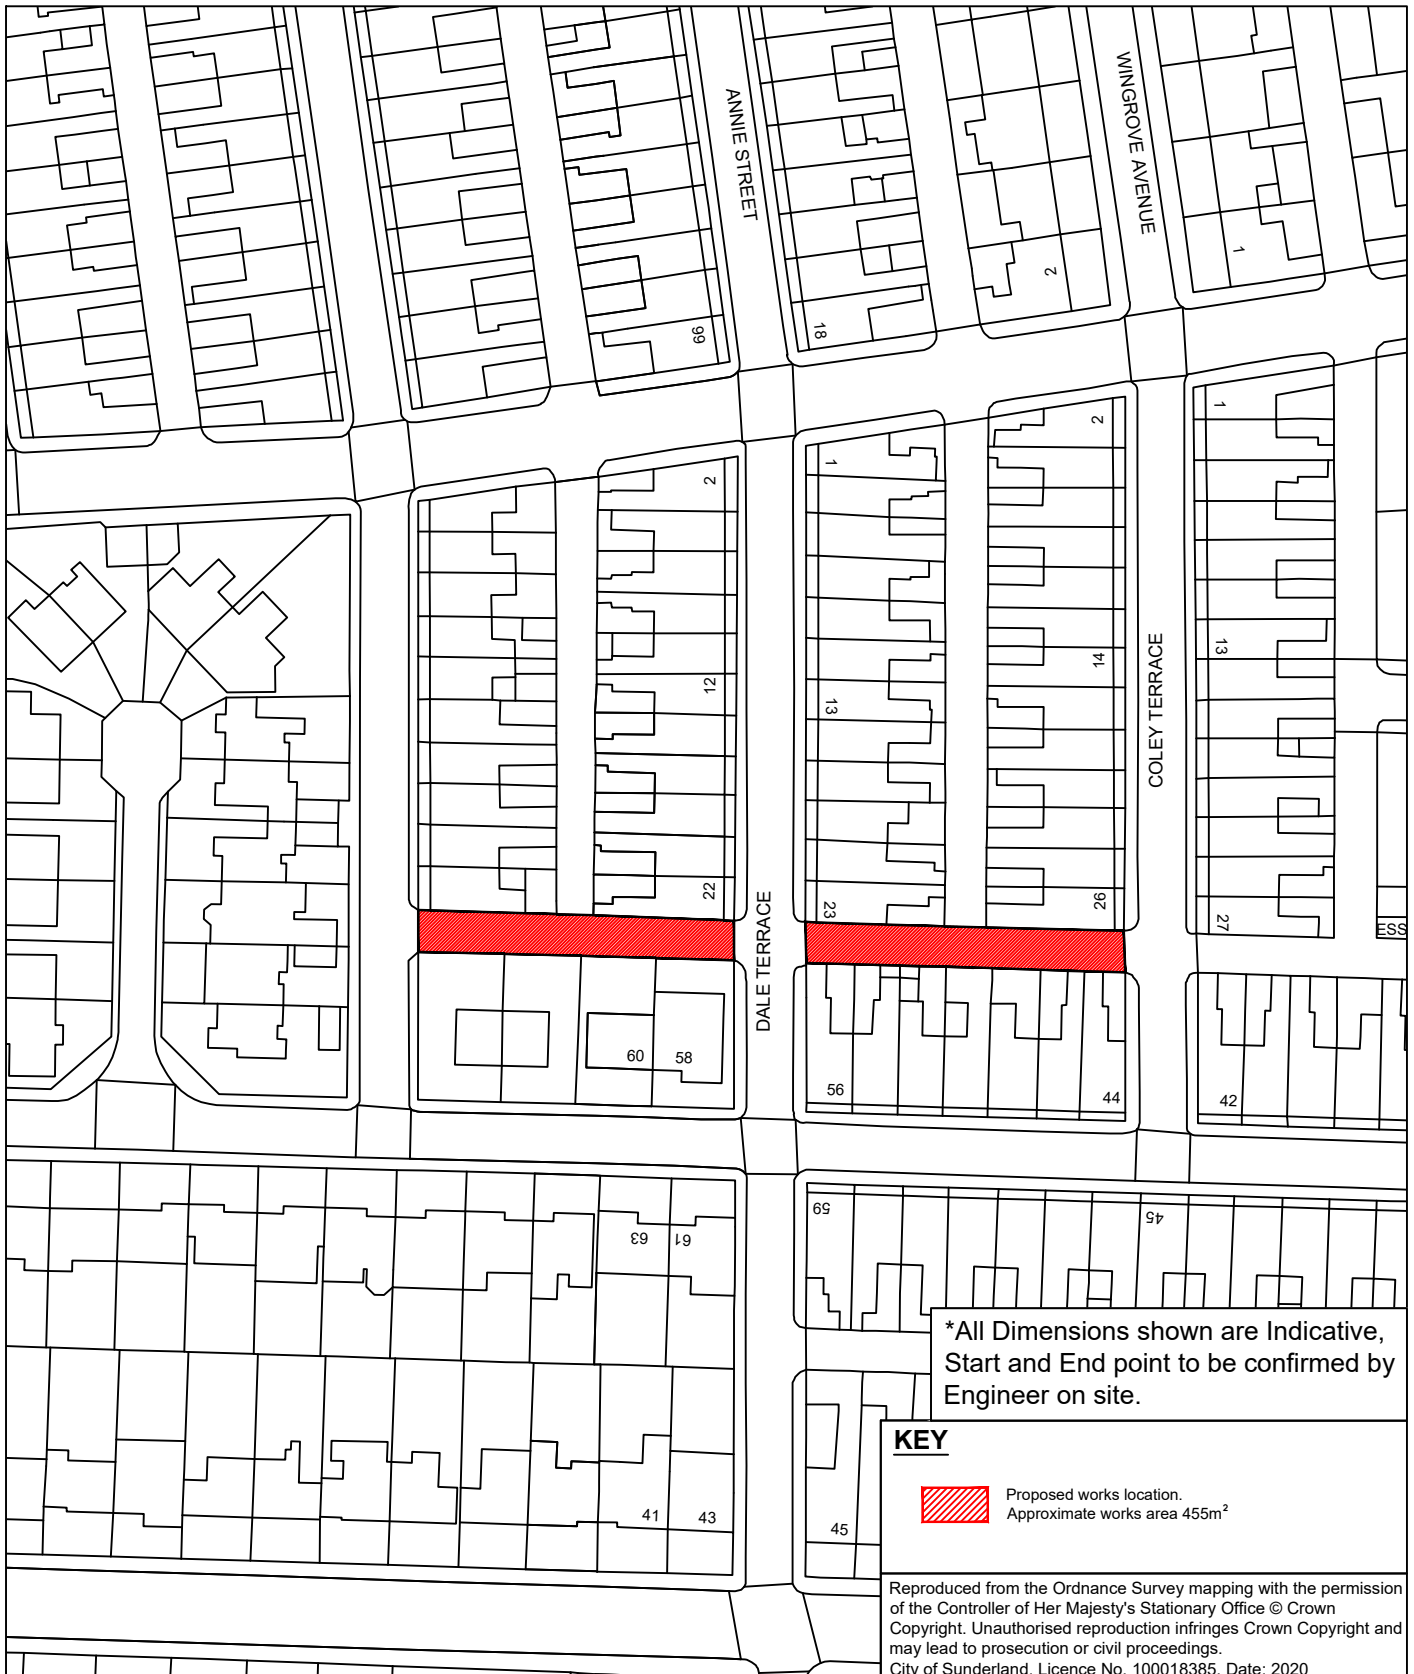 ANNIE STREET
WINGROVE AVENUE
66
18
2
1
2
1
2
1
12
13
14
13
COLEY TERRACE
22
23
26
27
ESS
DALE TERRACE
60
58
56
44
42
63
61
59
45
*All Dimensions shown are Indicative,
Start and End point to be confirmed by
Engineer on site.
KEY
Proposed works location.
Approximate works area 455m²
41
43
45
Reproduced from the Ordnance Survey mapping with the permission
of the Controller of Her Majesty's Stationary Office © Crown
Copyright. Unauthorised reproduction infringes Crown Copyright and
may lead to prosecution or civil proceedings.
City of Sunderland. Licence No. 100018385. Date: 2020